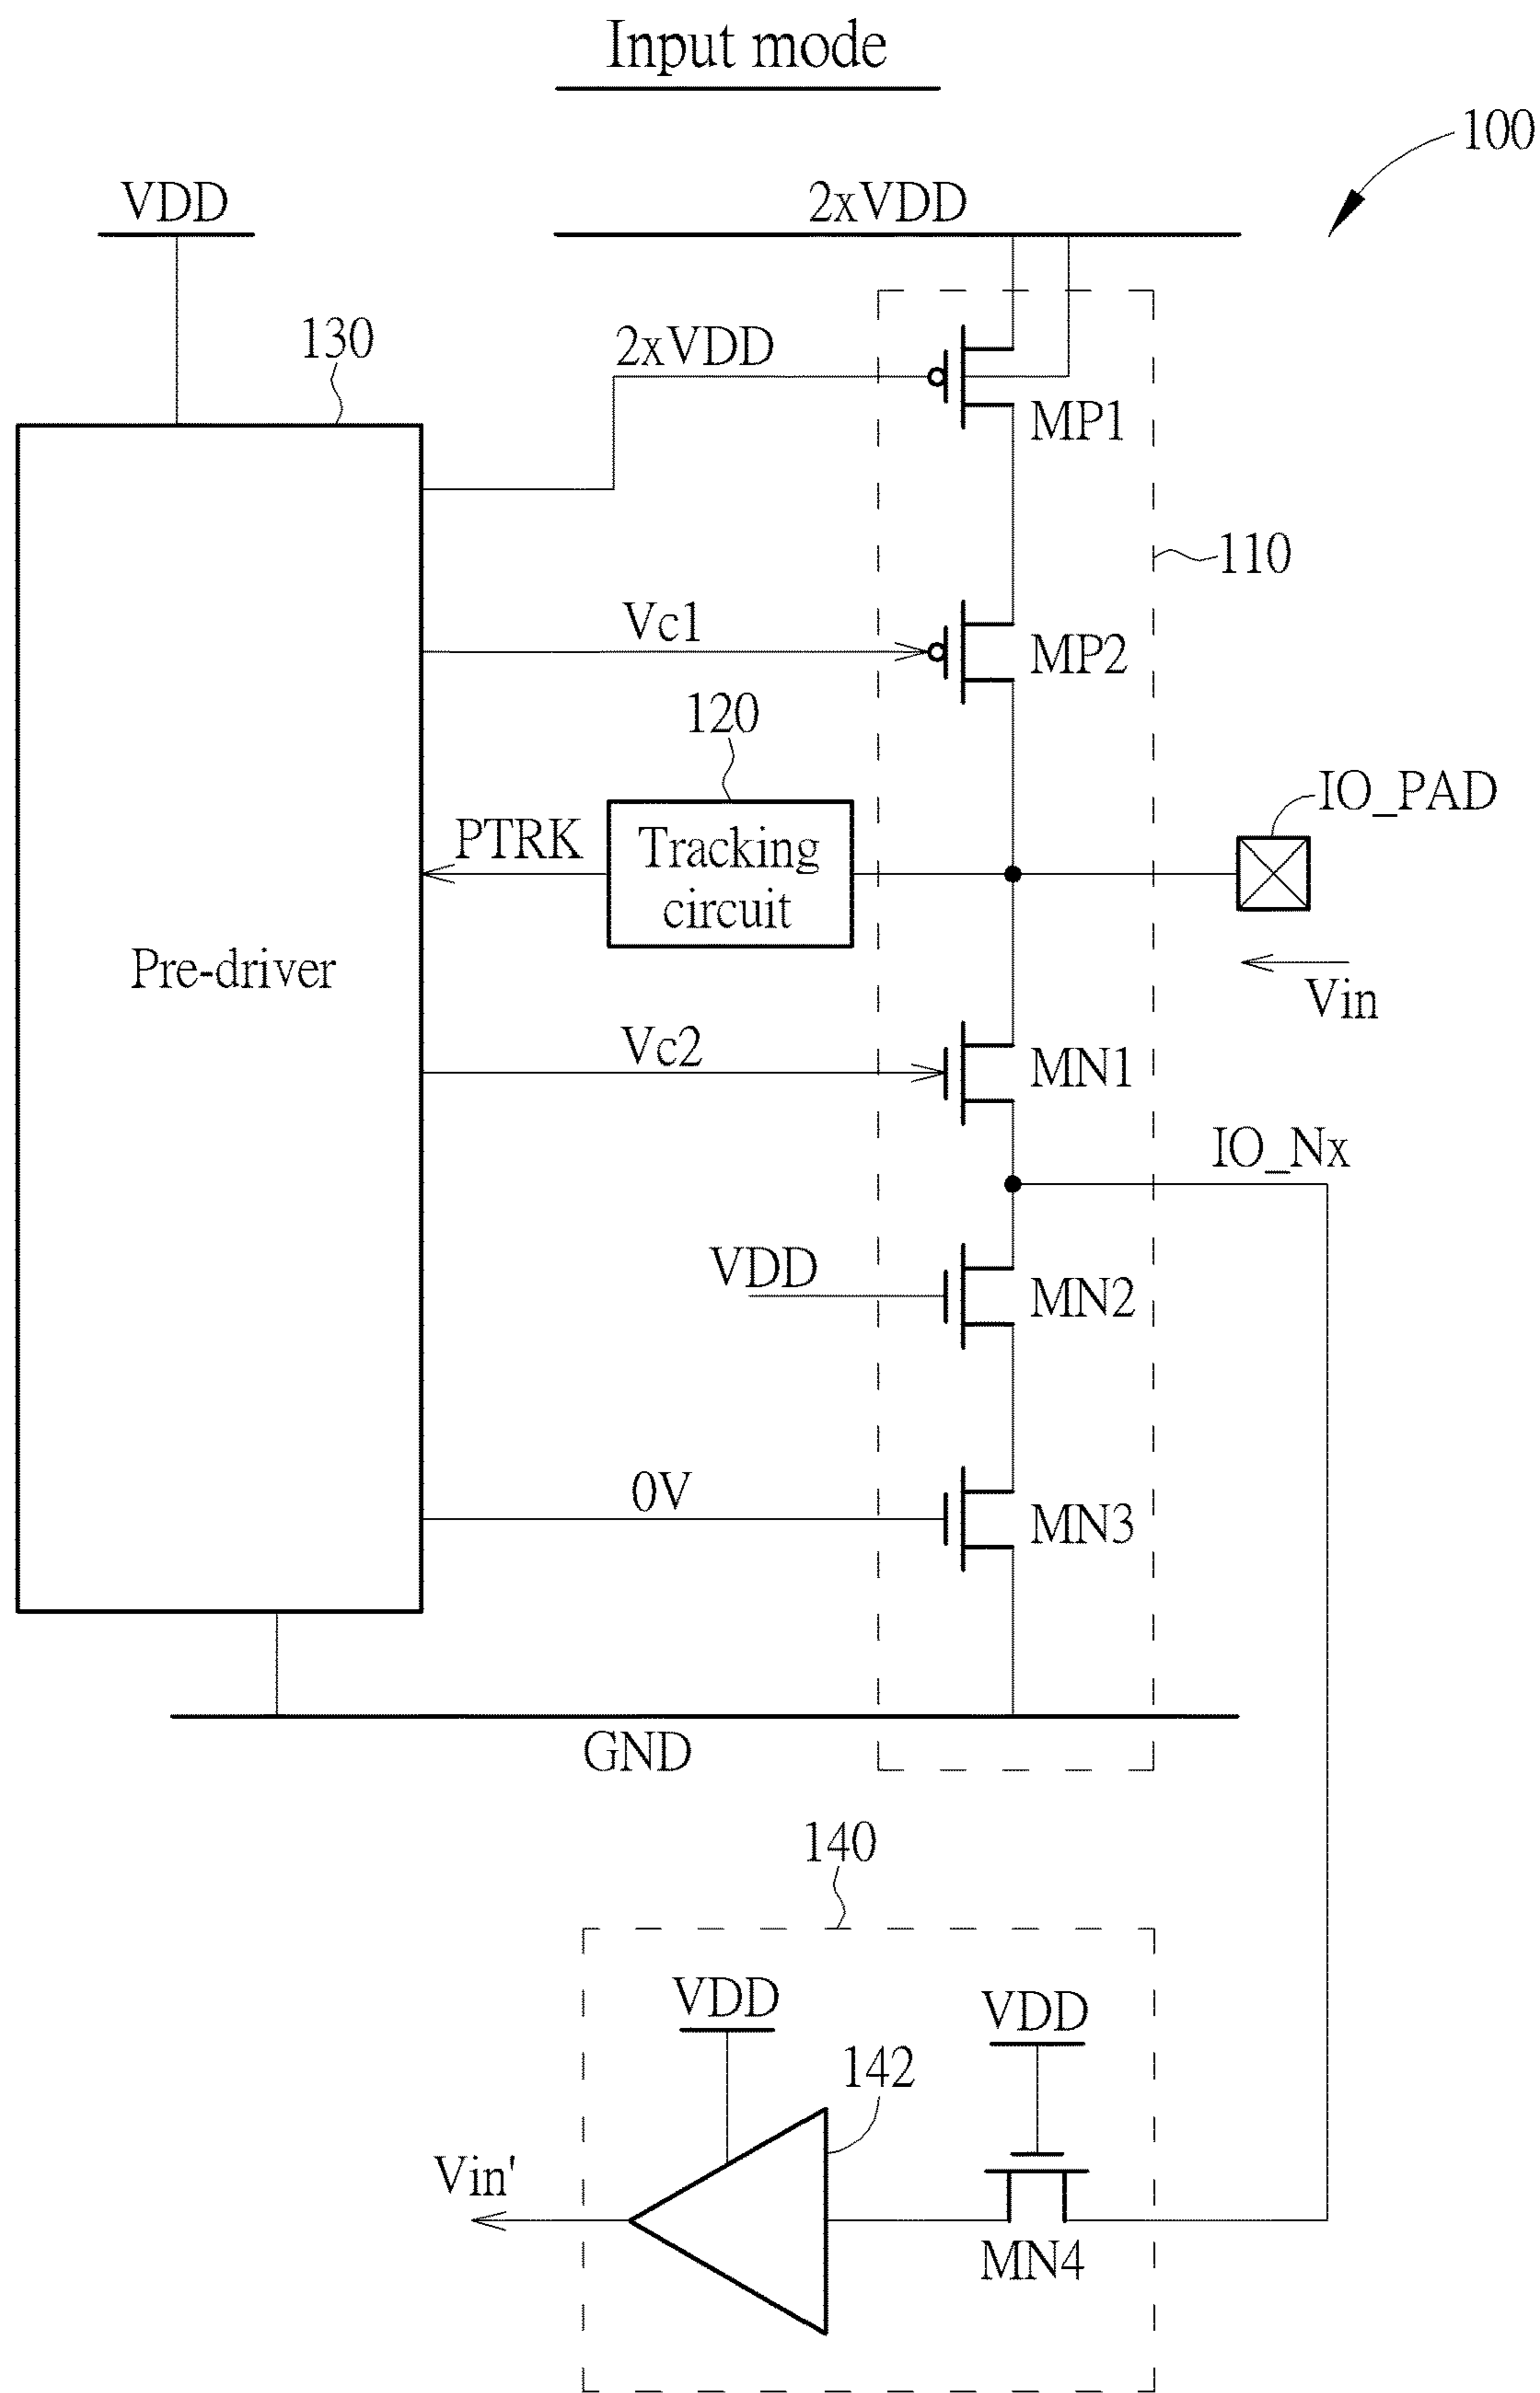 Input mode
100
VDD
2xVDD
130
2xVDD
MP1
110
Vc1
MP2
120
IO_PAD
PTRK
Tracking
circuit
Pre-driver
Vin
Vc2
MN1
IO_Nx
VDD
MN2
0V
MN3
GND
140
VDD
VDD
142
Vin'
MN4